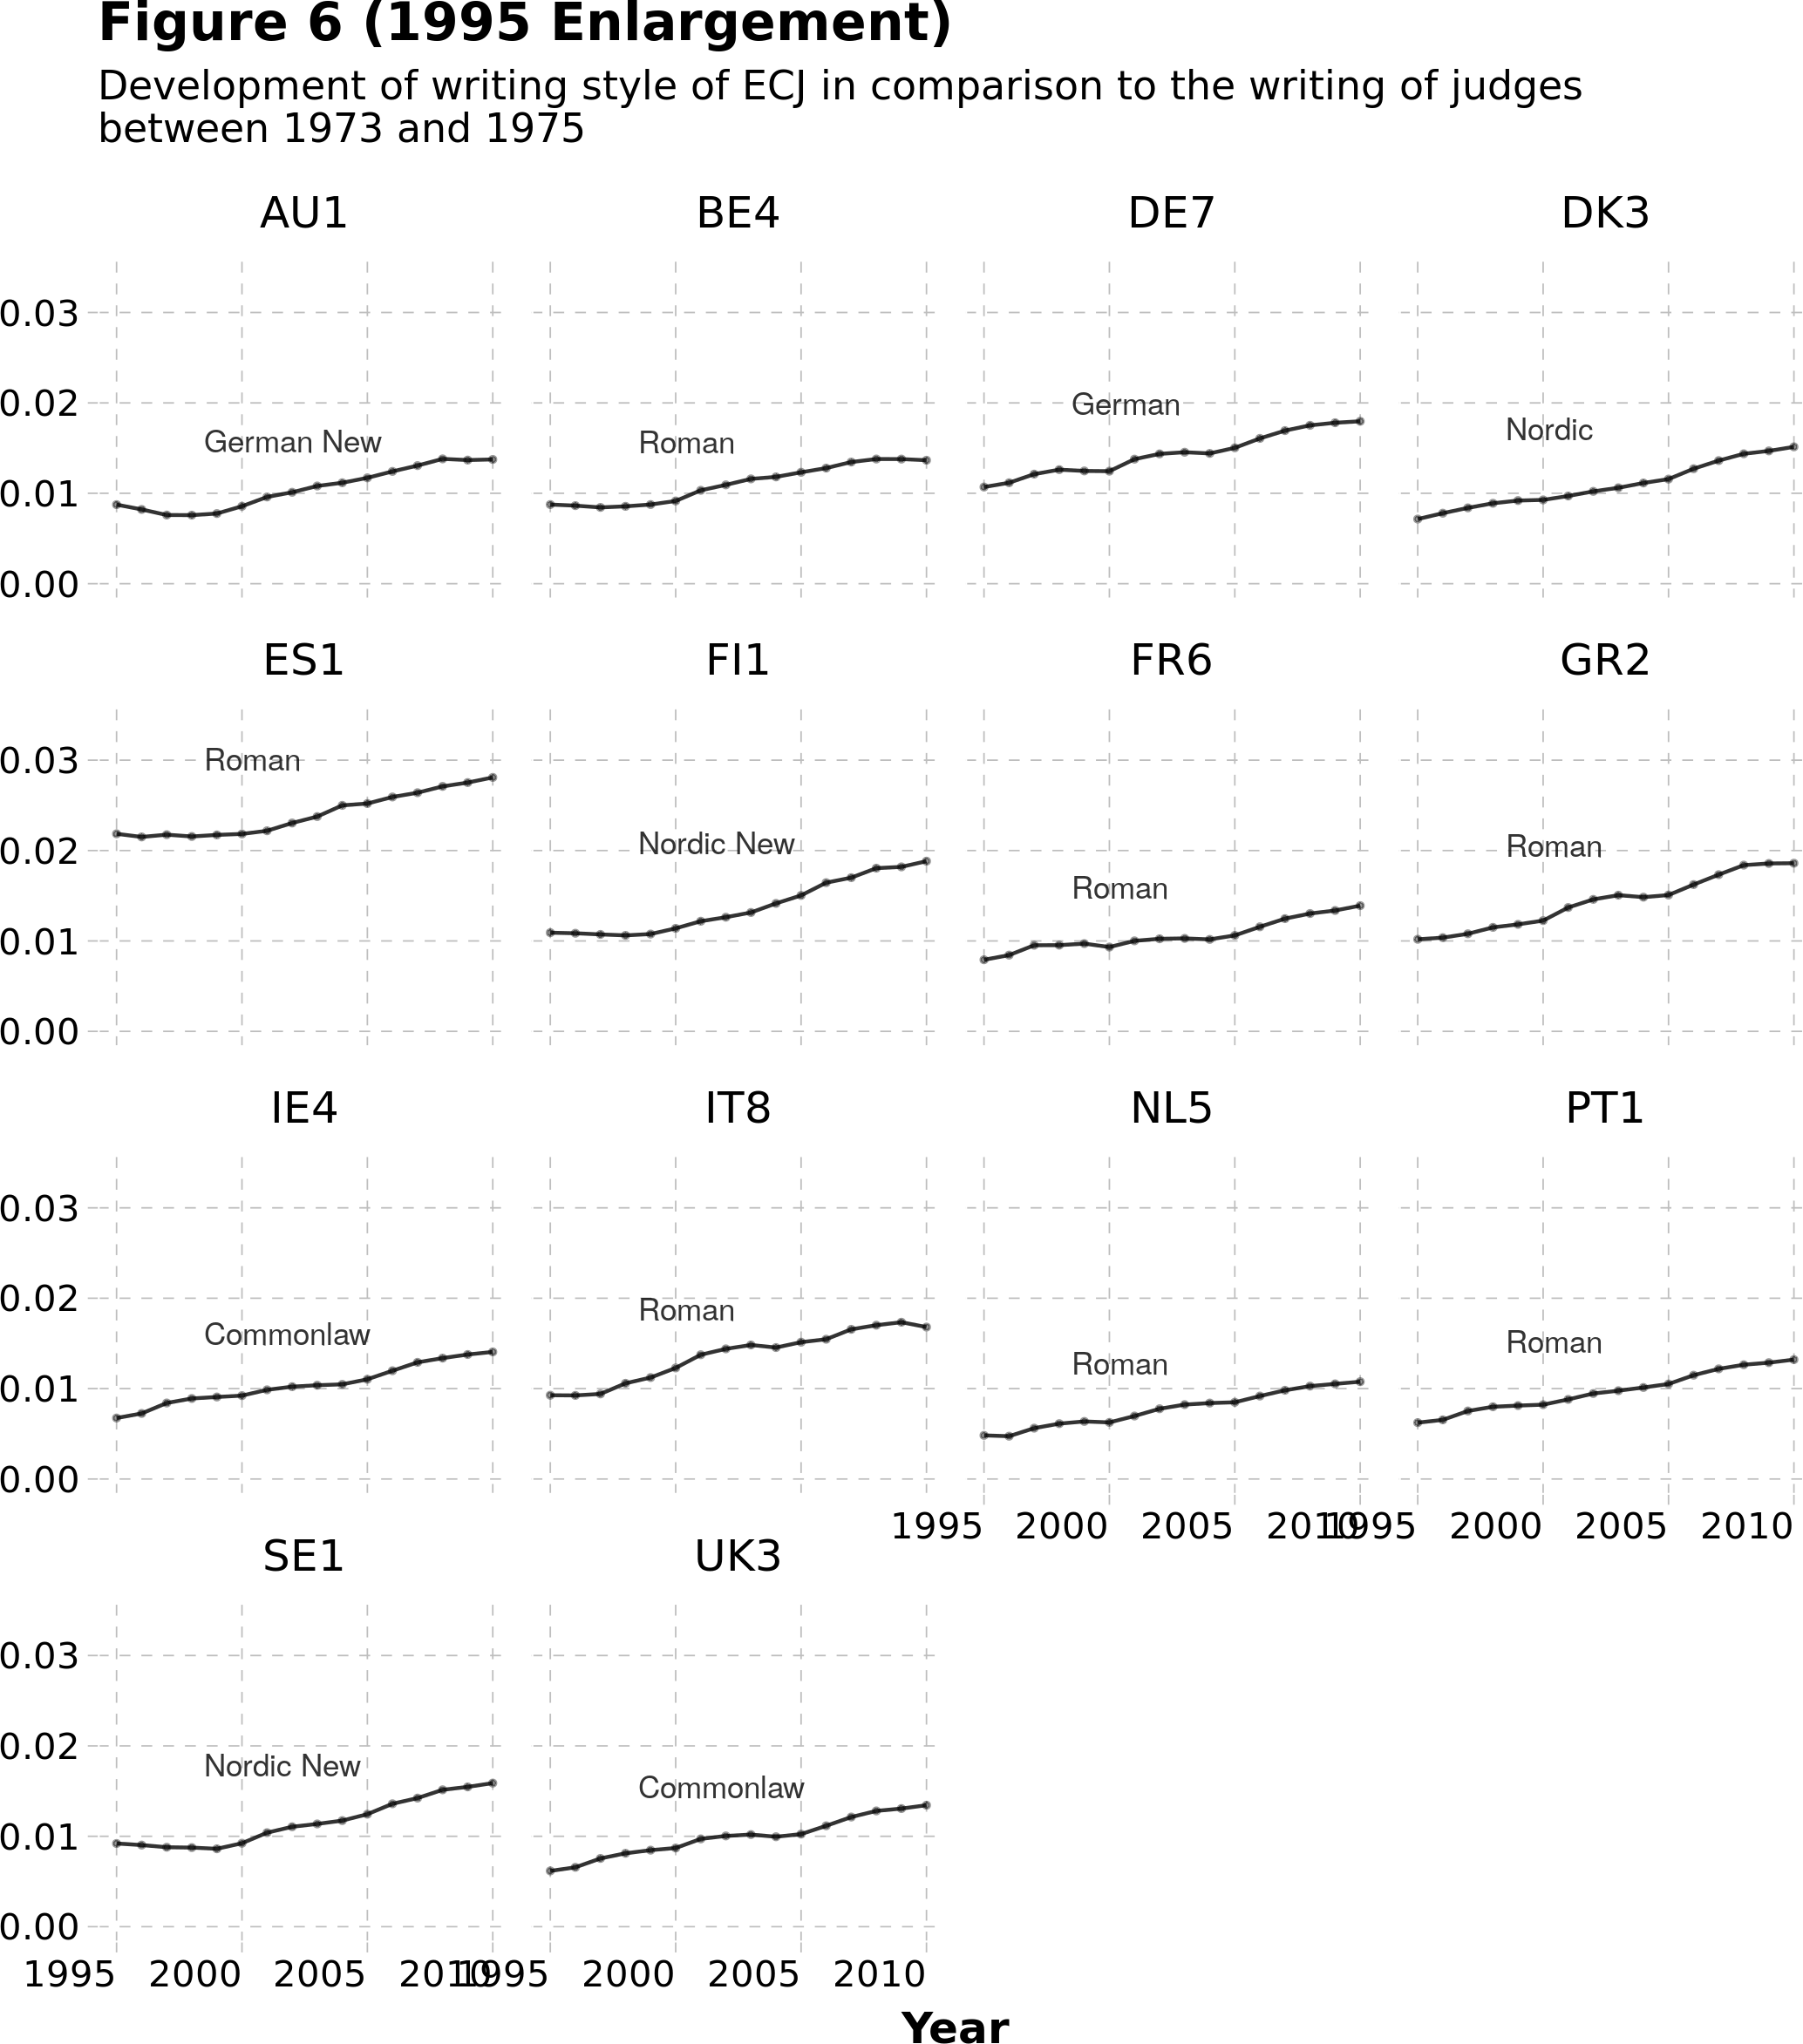 Figure 6 (1995 Enlargement)
Development of writing style of ECJ in comparison to the writing of judges
between 1973 and 1975
AU1
BE4
DE7
DK3
0.03
0.02
0.01
0.00
German New
Roman
German
Nordic
ES1
FI1
FR6
GR2
0.03
0.02
0.01
0.00
Roman
Nordic New
Roman
Roman
IE4
IT8
NL5
PT1
0.03
0.02
0.01
0.00
Commonlaw
Roman
Roman
Roman
1995 2000 2005 2010
1995 2000 2005 2010
SE1
UK3
0.03
0.02
0.01
0.00
Nordic New
Commonlaw
1995 2000 2005 2010
1995 2000 2005 2010
Year